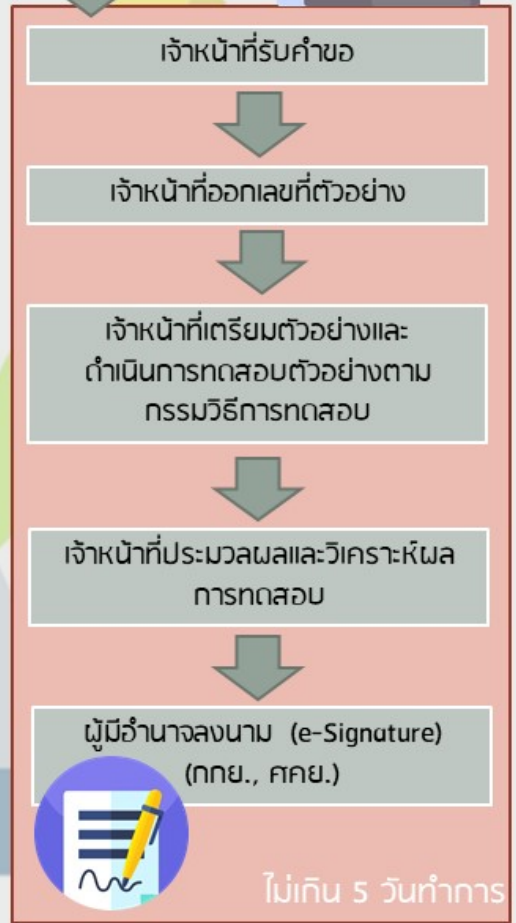 เจ้าหน้าที่รับคำขอ
เจ้าหน้าที่ออกเลขที่ตัวอย่าง
เจ้าหน้าที่เตรียมตัวอย่างและ
ดำเนินการทดสอบตัวอย่างตาม
กรรมวิธีการทดสอบ
เจ้าหน้าที่ประมวลผลและวิเคราะห์ผล
การทดสอบ
ผู้มีอำนาจลงนาม (e-Signature)
(กกย., ศคย.)
ไม่เกิน 5 วันทำการ